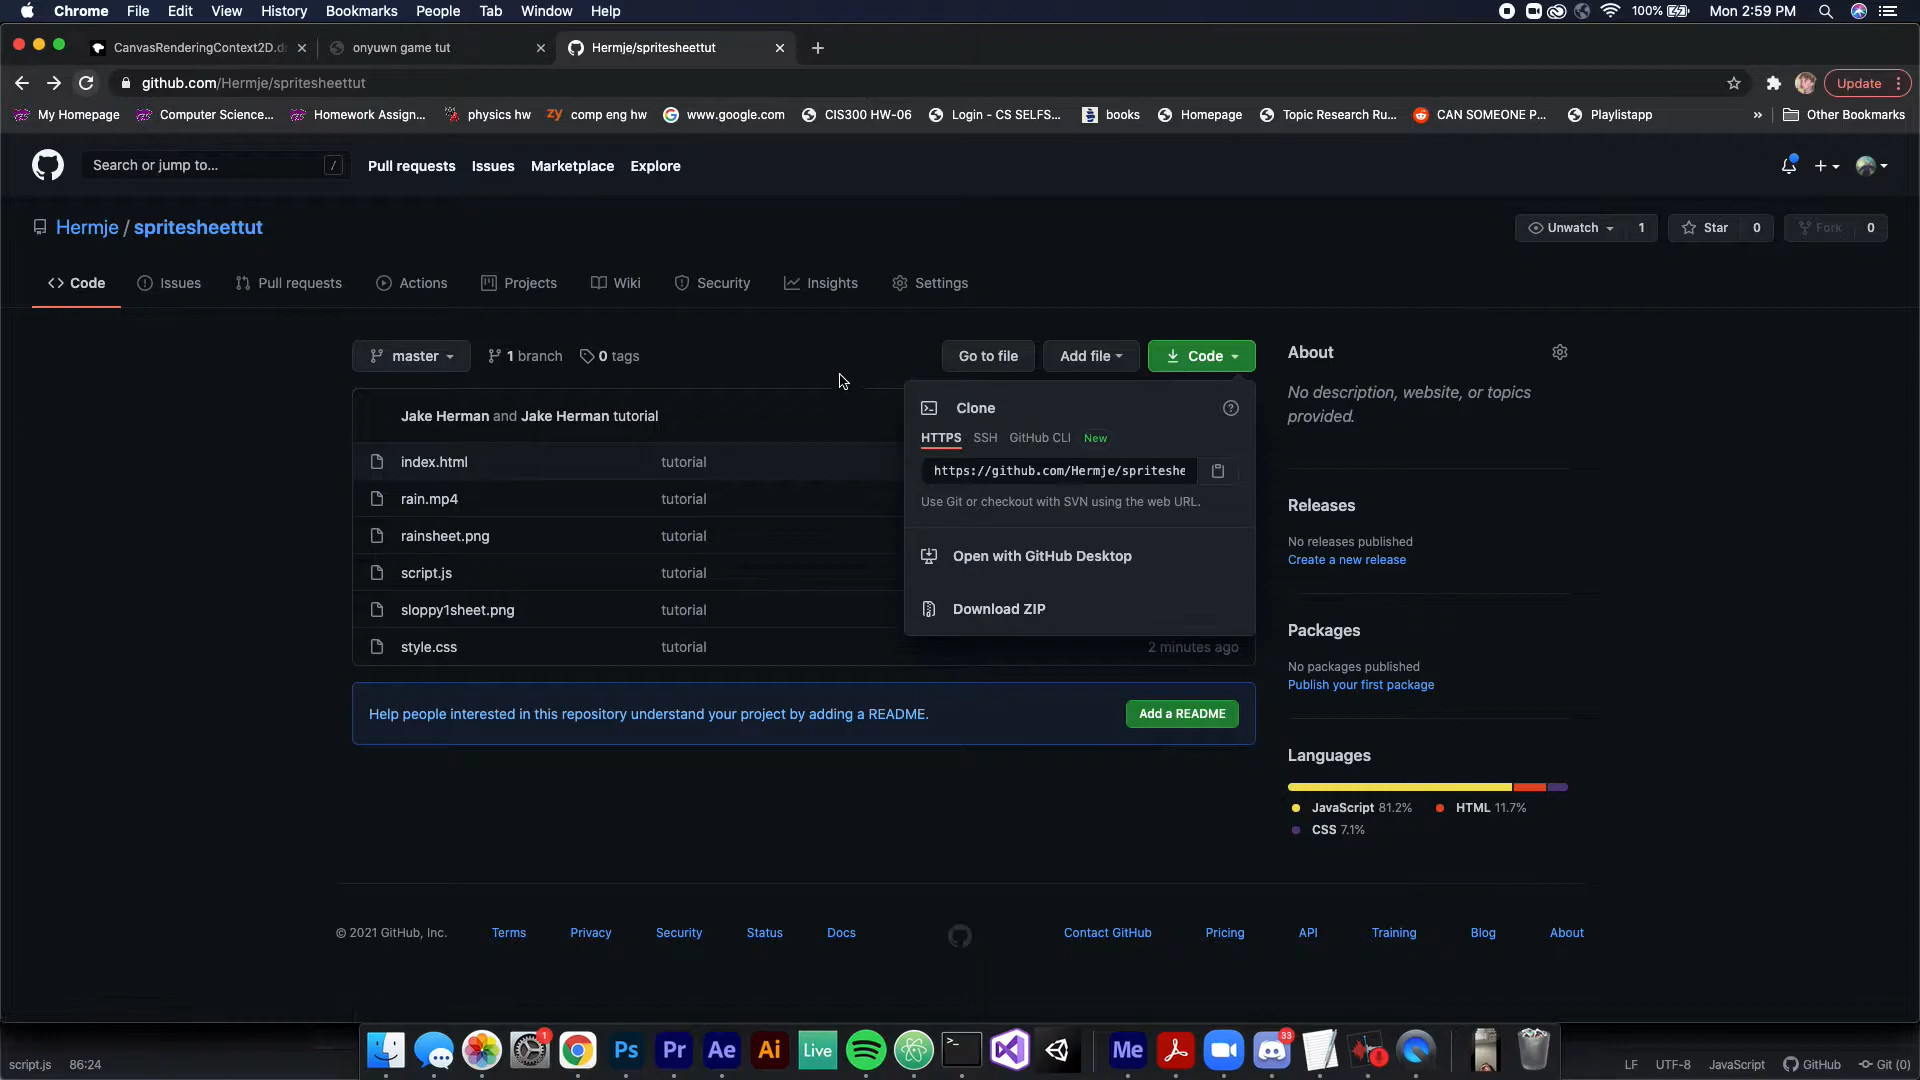 Chrome File Edit View History Bookmarks People Tab Window Help 100% Mon 2:59 PM
CanvasRenderingContext2D.dr onyuwn game tut Hermje/spritesheettut
github.com/Hermje/spritesheettut Update
My Homepage Computer Science... Homework Assign... physics hw zy comp eng hw www.google.com CIS300 HW-06 Login - CS SELFS... books Homepage Topic Research Ru... CAN SOMEONE P... Playlistapp » Other Bookmarks
Search or jump to... / Pull requests Issues Marketplace Explore
Hermje / spritesheettut Unwatch 1 Star 0 Fork 0
Code Issues Pull requests Actions Projects Wiki Security Insights Settings
master 1 branch 0 tags Go to file Add file Code
About
No description, website, or topics
provided.
Jake Herman and Jake Herman tutorial
index.html tutorial
rain.mp4 tutorial
rainsheet.png tutorial
script.js tutorial
sloppy1sheet.png tutorial
style.css tutorial 2 minutes ago
Clone
HTTPS SSH GitHub CLI New
https://github.com/Hermje/spriteshe
Use Git or checkout with SVN using the web URL.
Open with GitHub Desktop
Download ZIP
Releases
No releases published
Create a new release
Packages
No packages published
Publish your first package
Help people interested in this repository understand your project by adding a README. Add a README
Languages
JavaScript 81.2% HTML 11.7%
CSS 7.1%
© 2021 GitHub, Inc. Terms Privacy Security Status Docs Contact GitHub Pricing API Training Blog About
1 Ps Pr Ae Ai Live >_ Me 33
script.js 86:24 LF UTF-8 JavaScript GitHub Git (0)